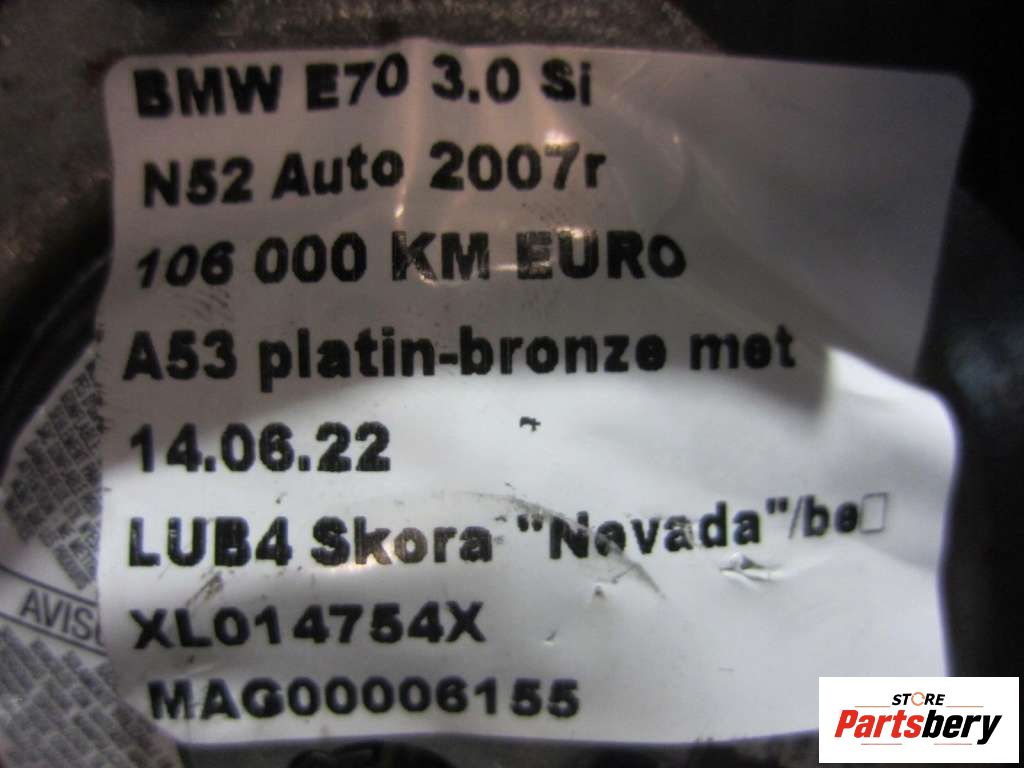 BMW E70 3.0 Si
N52 Auto 2007r
106 000 KM EURO
A53 platin-bronze met
14.06.22
LUB4 Skora "Nevada"/be□
XL014754X
MAG00006155
AVIS
STORE
Partsbery